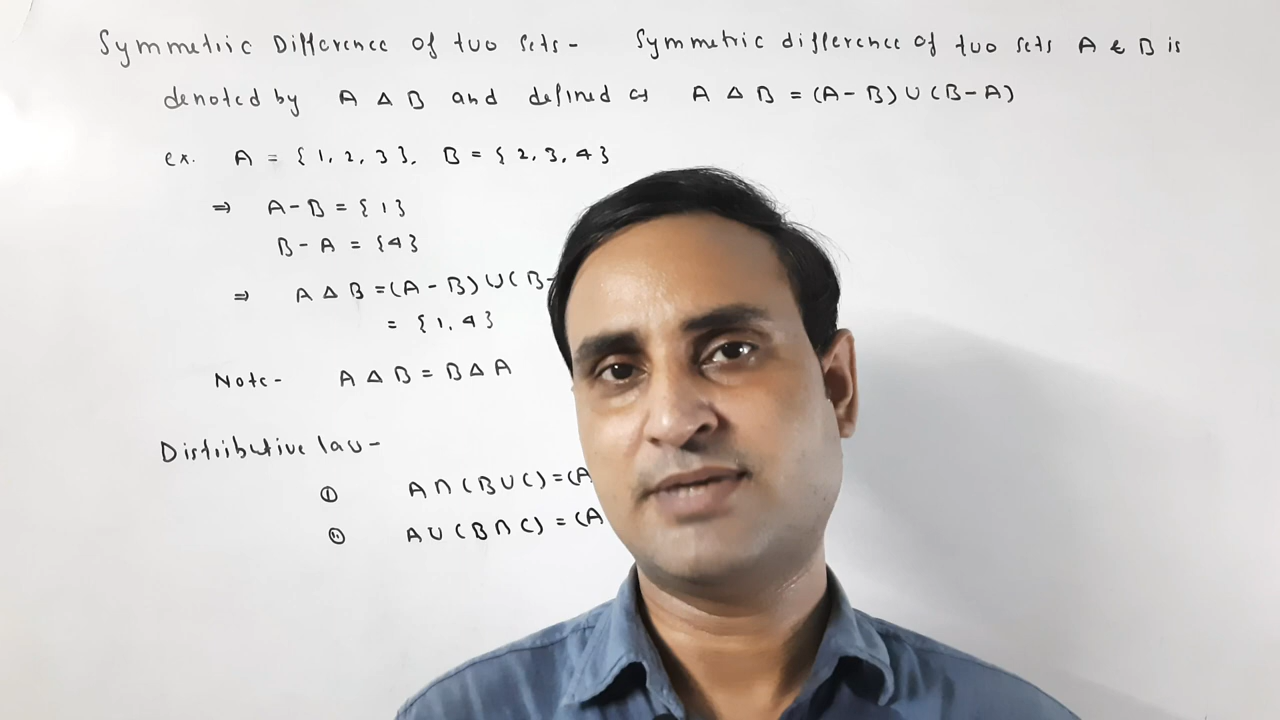 Symmetric Difference of two sets - Symmetric difference of two sets A & B is
denoted by A Δ B and defined as A Δ B = (A - B) ∪ (B - A)
ex. A = { 1, 2, 3 }, B = { 2, 3, 4 }
⇒ A - B = { 1 }
B - A = { 4 }
⇒ A Δ B = (A - B) ∪ ( B -
= { 1, 4 }
Note - A Δ B = B Δ A
Distributive law -
① A ∩ ( B ∪ C ) = (A
② A ∪ ( B ∩ C ) = (A